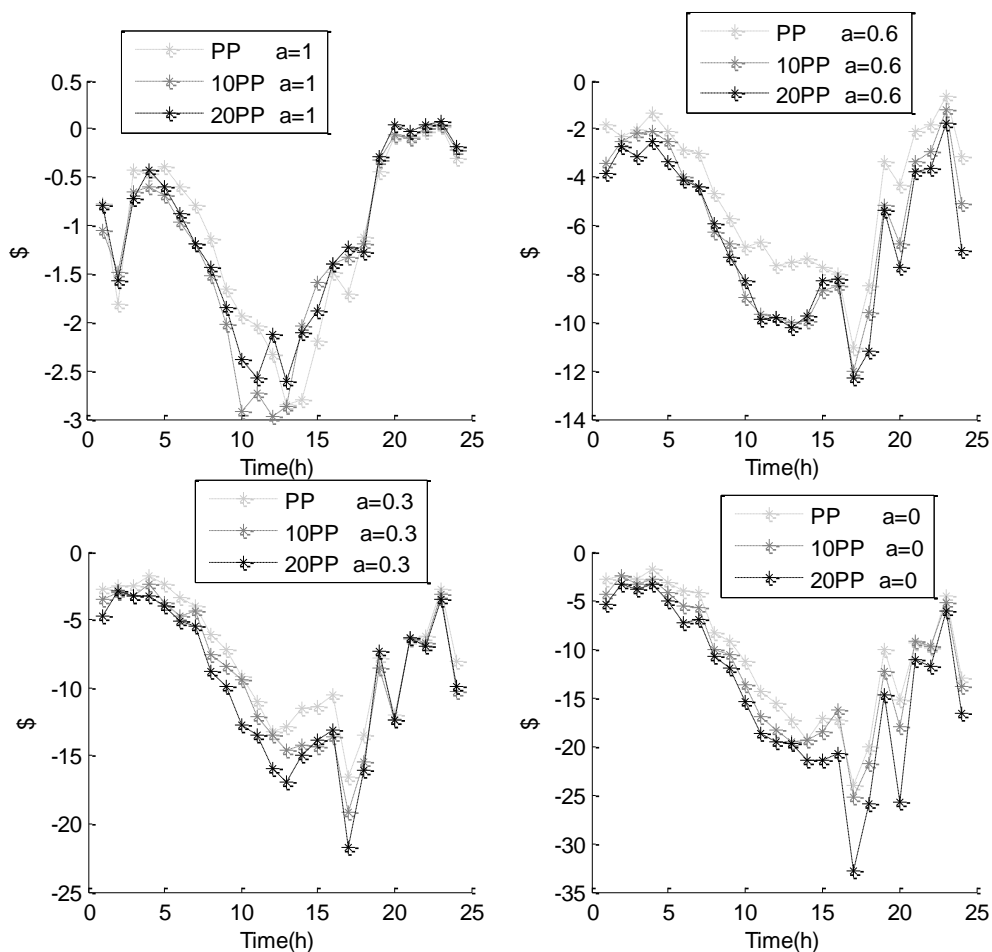 PP a=1
10PP a=1
20PP a=1
0.5
0
-0.5
-1
-1.5
-2
-2.5
-3
$
0 5 10 15 20 25
Time(h)
PP a=0.6
10PP a=0.6
20PP a=0.6
0
-2
-4
-6
-8
-10
-12
-14
$
0 5 10 15 20 25
Time(h)
PP a=0.3
10PP a=0.3
20PP a=0.3
0
-5
-10
-15
-20
-25
$
0 5 10 15 20 25
Time(h)
PP a=0
10PP a=0
20PP a=0
0
-5
-10
-15
-20
-25
-30
-35
$
0 5 10 15 20 25
Time(h)